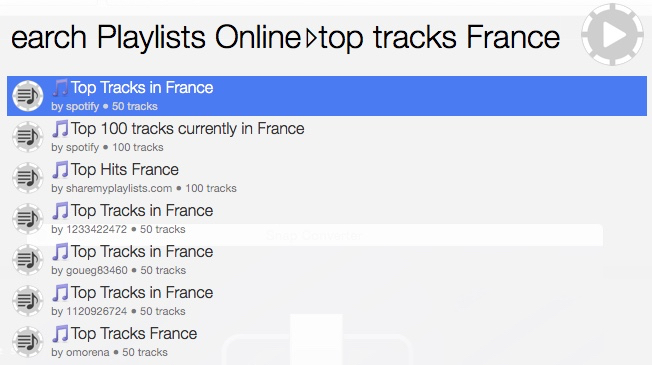 earch Playlists Online▹top tracks France
Top Tracks in France
by spotify • 50 tracks
Top 100 tracks currently in France
by spotify • 100 tracks
Top Hits France
by sharemyplaylists.com • 100 tracks
Top Tracks in France
by 1233422472 • 50 tracks
Top Tracks in France
by goueg83460 • 50 tracks
Top Tracks in France
by 1120926724 • 50 tracks
Top Tracks France
by omorena • 50 tracks